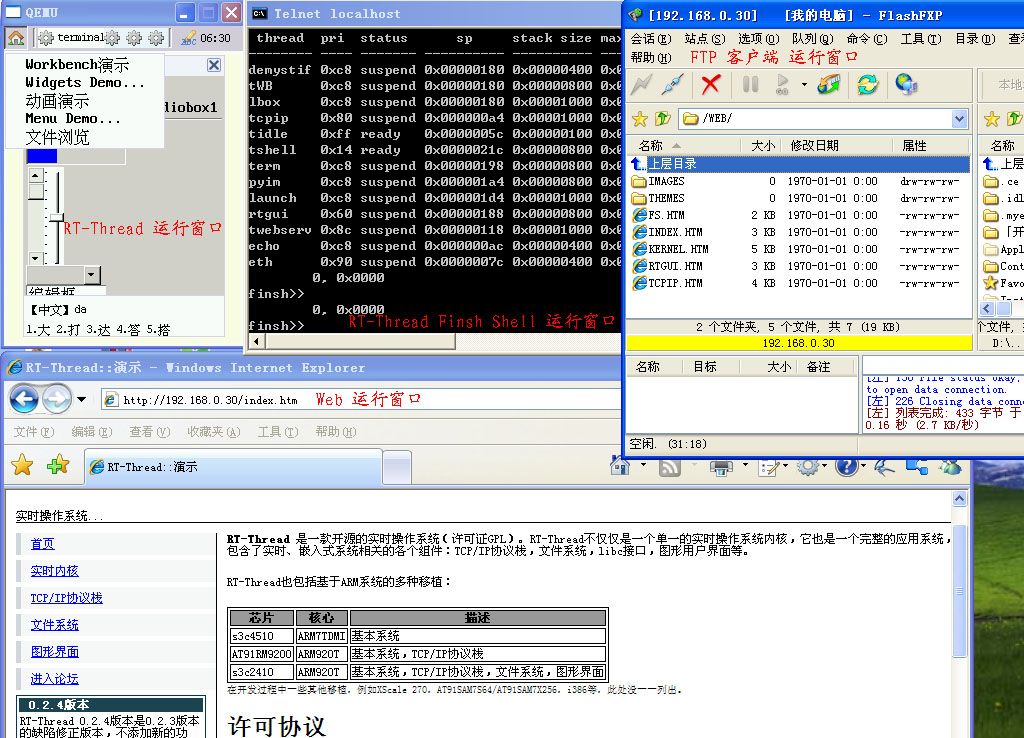 QEMU
terminal
06:30
Workbench演示
Widgets Demo...
动画演示
Menu Demo...
文件浏览
diobox1
RT-Thread 运行窗口
编辑框
【中文】da
1.大 2.打 3.达 4.答 5.搭
Telnet localhost
thread pri status sp stack size max
demystif 0xc8 suspend 0x00000180 0x00000400 0x
tWB 0xc8 suspend 0x00000180 0x00000800 0x
lbox 0xc8 suspend 0x00000180 0x00001000 0x
tcpip 0x80 suspend 0x000000a4 0x00001000 0x
tidle 0xff ready 0x0000005c 0x00000100 0x
tshell 0x14 ready 0x0000021c 0x00000800 0x
term 0xc8 suspend 0x00000198 0x00000800 0x
pyim 0xc8 suspend 0x000001a4 0x00000800 0x
launch 0xc8 suspend 0x000001d4 0x00001000 0x
rtgui 0x60 suspend 0x00000188 0x00000800 0x
twebserv 0x8c suspend 0x00000118 0x00001000 0x
echo 0xc8 suspend 0x000000ac 0x00000400 0x
eth 0x90 suspend 0x0000007c 0x00000400 0x
0, 0x0000
finsh>>
0, 0x0000
finsh>>
RT-Thread Finsh Shell 运行窗口
[192.168.0.30] [我的电脑] - FlashFXP
会话(E) 站点(S) 选项(O) 队列(Q) 命令(C) 工具(T) 目录(D) 查看
帮助(H)
FTP 客户端 运行窗口
本地
/WEB/
名称 大小 修改日期 属性
上层目录
IMAGES 0 1970-01-01 0:00 drw-rw-rw-
THEMES 0 1970-01-01 0:00 drw-rw-rw-
FS.HTM 2 KB 1970-01-01 0:00 -rw-rw-rw-
INDEX.HTM 3 KB 1970-01-01 0:00 -rw-rw-rw-
KERNEL.HTM 5 KB 1970-01-01 0:00 -rw-rw-rw-
RTGUI.HTM 3 KB 1970-01-01 0:00 -rw-rw-rw-
TCPIP.HTM 4 KB 1970-01-01 0:00 -rw-rw-rw-
2 个文件夹, 5 个文件, 共 7 (19 KB)
192.168.0.30
名称
上层
.ce
.idl
.mye
[开
Appl
Cont
Favo
个文件,
D:\..
名称 目标 大小 备注
[左] 150 File status okay;
to open data connection.
[左] 226 Closing data conn
[左] 列表完成: 433 字节 于
0.16 秒 (2.7 KB/秒)
空闲. (31:18)
RT-Thread::演示 - Windows Internet Explorer
http://192.168.0.30/index.htm
Web 运行窗口
文件(F) 编辑(E) 查看(V) 收藏夹(A) 工具(T) 帮助(H)
RT-Thread::演示
实时操作系统...
首页
实时内核
TCP/IP协议栈
文件系统
图形界面
进入论坛
0.2.4版本
RT-Thread 0.2.4版本是0.2.3版本
的缺陷修正版本，不添加新的功
RT-Thread 是一款开源的实时操作系统(许可证GPL)。RT-Thread不仅仅是一个单一的实时操作系统内核，它也是一个完整的应用系统，
包含了实时、嵌入式系统相关的各个组件：TCP/IP协议栈，文件系统，libc接口，图形用户界面等。
RT-Thread也包括基于ARM系统的多种移植：
芯片 核心 描述
s3c4510 ARM7TDMI 基本系统
AT91RM9200 ARM920T 基本系统，TCP/IP协议栈
s3c2410 ARM920T 基本系统，TCP/IP协议栈，文件系统，图形界面
在开发过程中一些其他移植，例如XScale 270，AT91SAM7S64/AT91SAM7X256，i386等，此处没一一列出。
许可协议